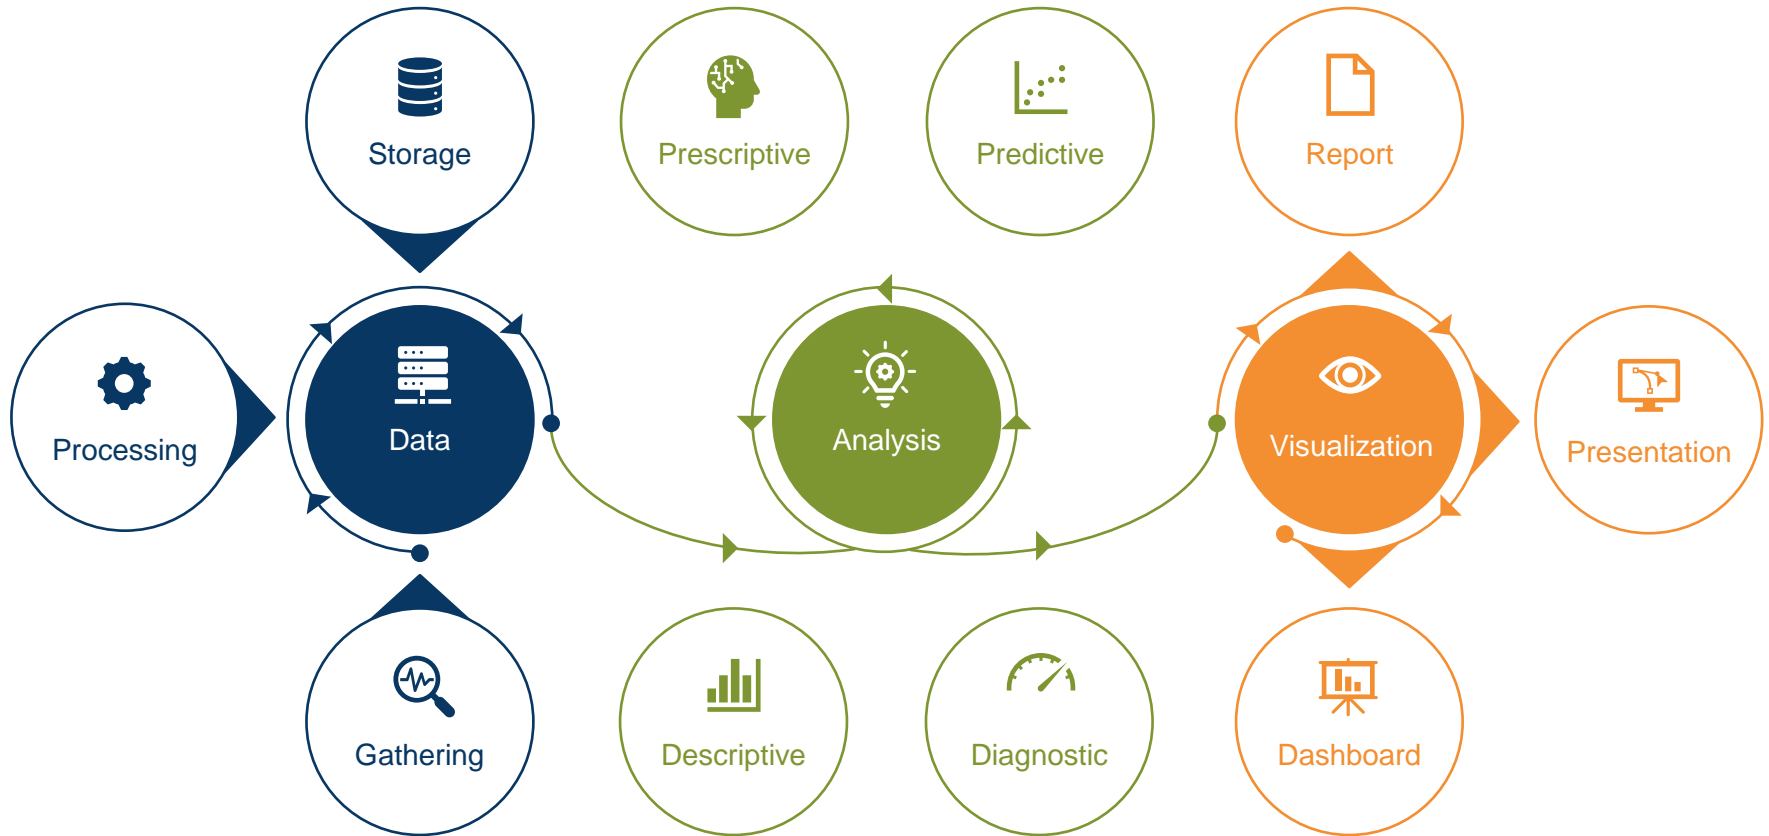 Storage
Prescriptive
Predictive
Report
Processing
Data
Analysis
Visualization
Presentation
Gathering
Descriptive
Diagnostic
Dashboard